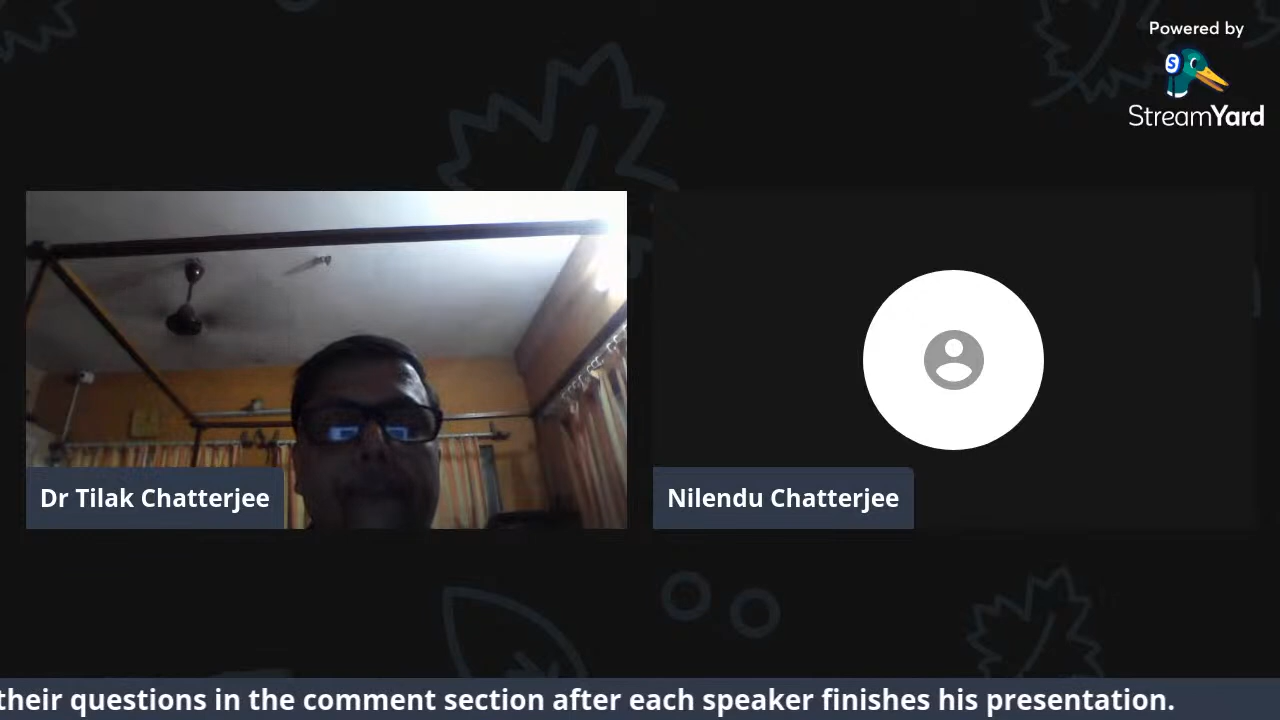 Powered by
S
StreamYard
Dr Tilak Chatterjee
Nilendu Chatterjee
their questions in the comment section after each speaker finishes his presentation.